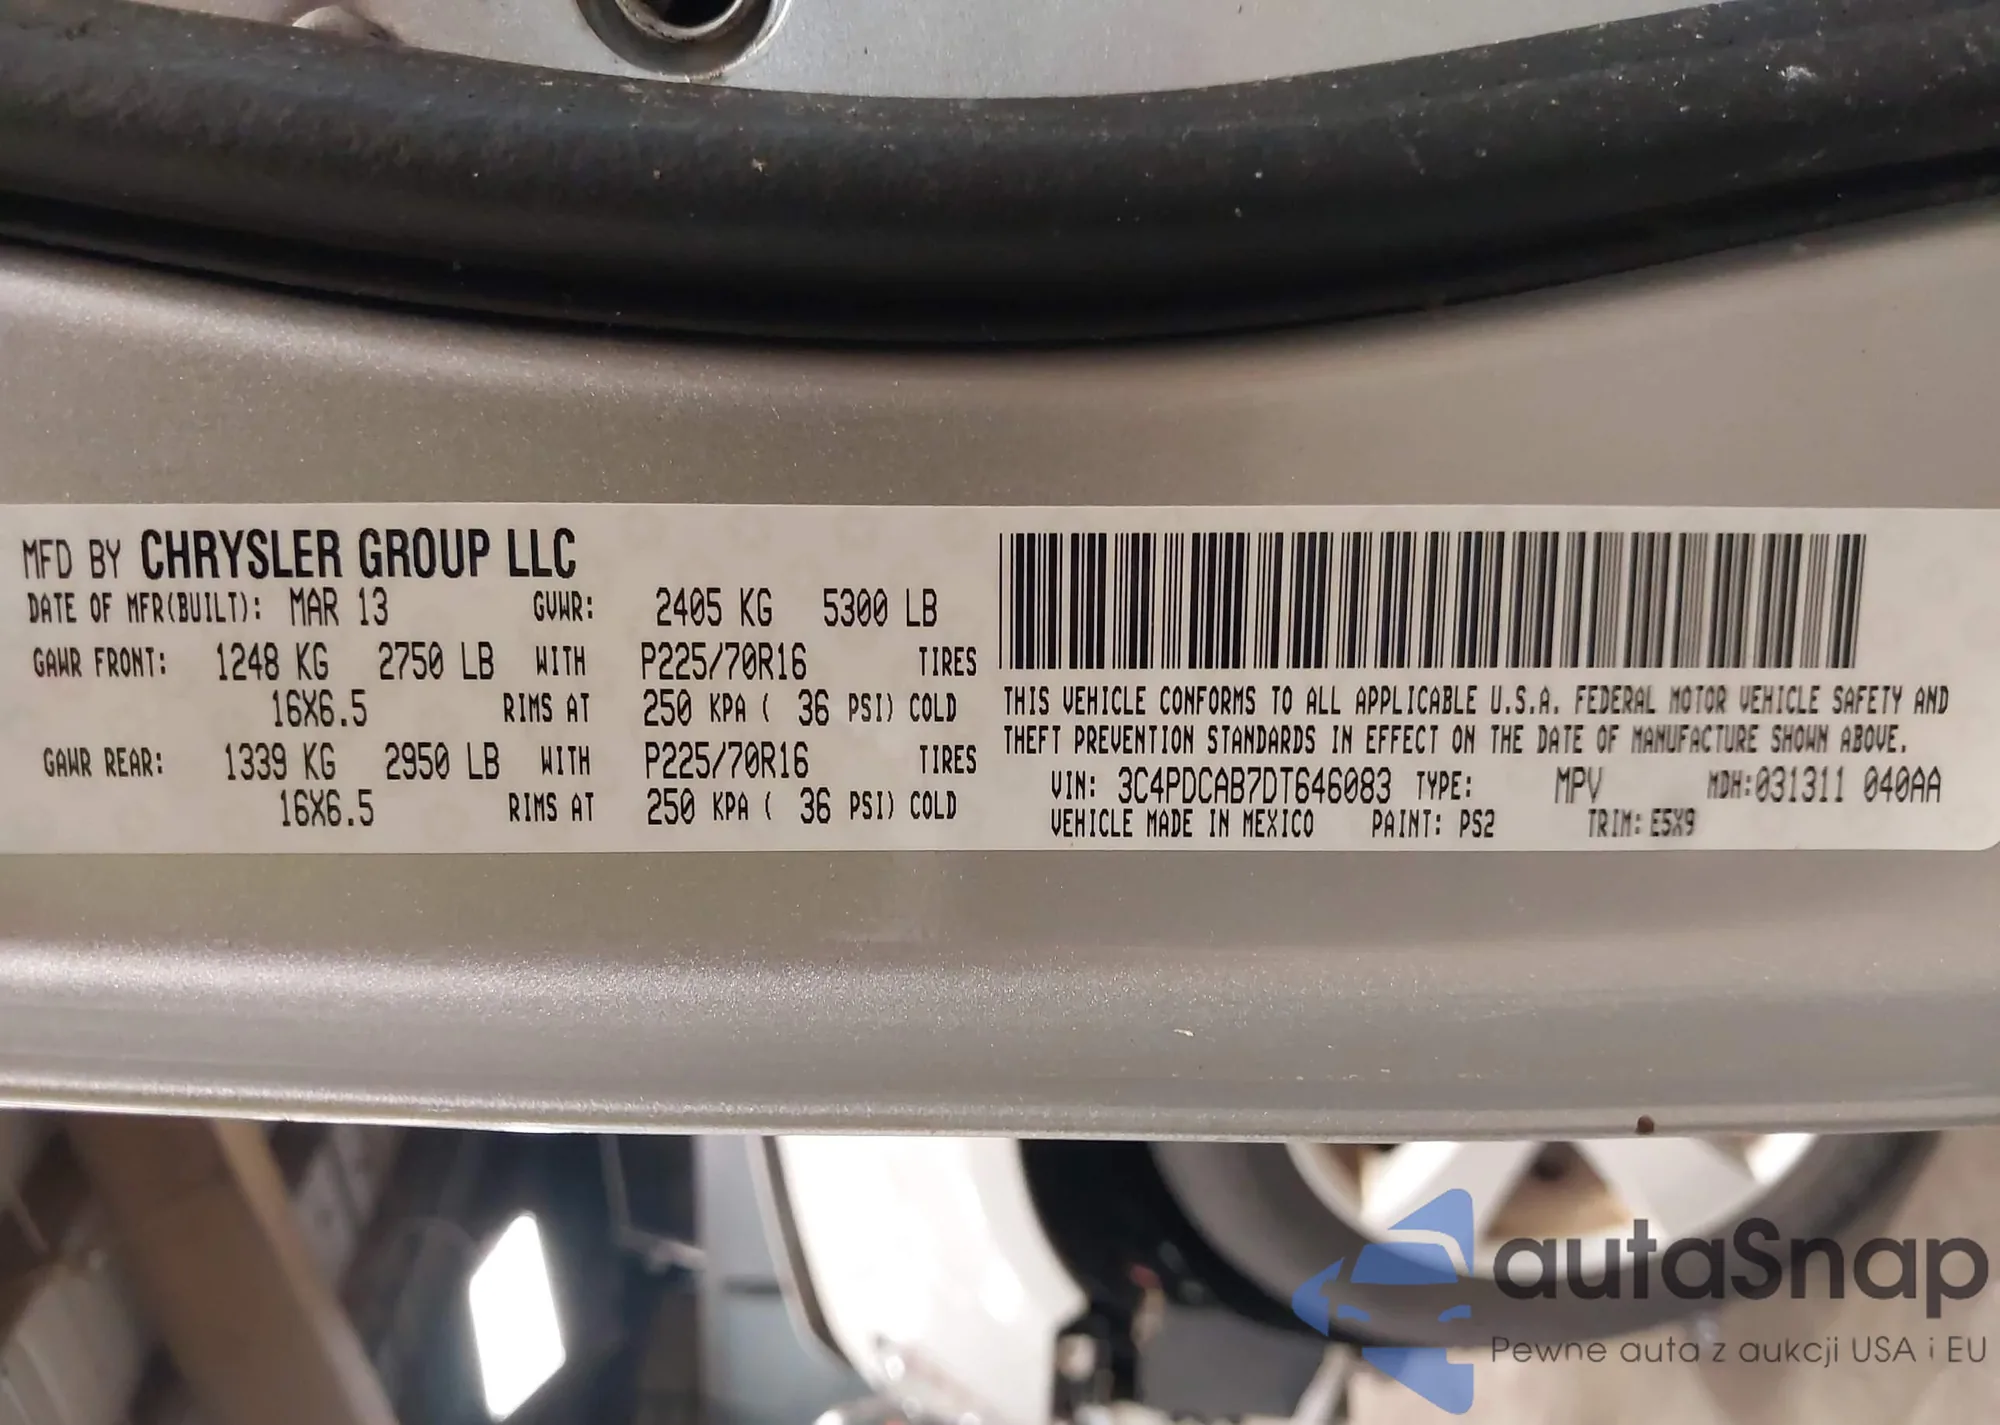 MFD BY CHRYSLER GROUP LLC
DATE OF MFR(BUILT): MAR 13 GVWR: 2405 KG 5300 LB
GAWR FRONT: 1248 KG 2750 LB WITH P225/70R16 TIRES
16X6.5 RIMS AT 250 KPA ( 36 PSI) COLD
GAWR REAR: 1339 KG 2950 LB WITH P225/70R16 TIRES
16X6.5 RIMS AT 250 KPA ( 36 PSI) COLD
THIS VEHICLE CONFORMS TO ALL APPLICABLE U.S.A. FEDERAL MOTOR VEHICLE SAFETY AND
THEFT PREVENTION STANDARDS IN EFFECT ON THE DATE OF MANUFACTURE SHOWN ABOVE.
VIN: 3C4PDCAB7DT646083 TYPE: MPV MDH:031311 040AA
VEHICLE MADE IN MEXICO PAINT: PS2 TRIM: E5X9
autaSnap
Pewne auta z aukcji USA i EU